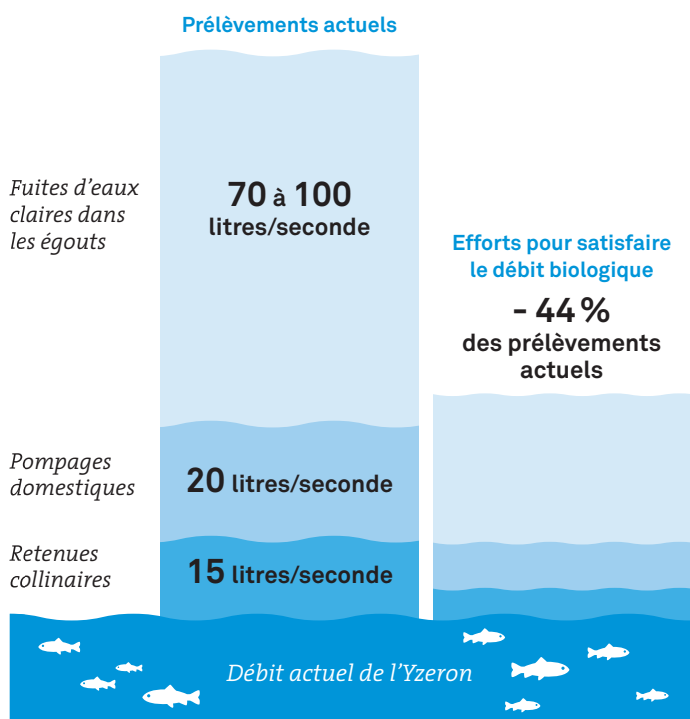 Prélèvements actuels
Fuites d'eaux
claires dans
les égouts
70 à 100
litres/seconde
Efforts pour satisfaire
le débit biologique
- 44 %
des prélèvements
actuels
Pompages
domestiques
20 litres/seconde
Retenues
collinaires
15 litres/seconde
Débit actuel de l'Yzeron